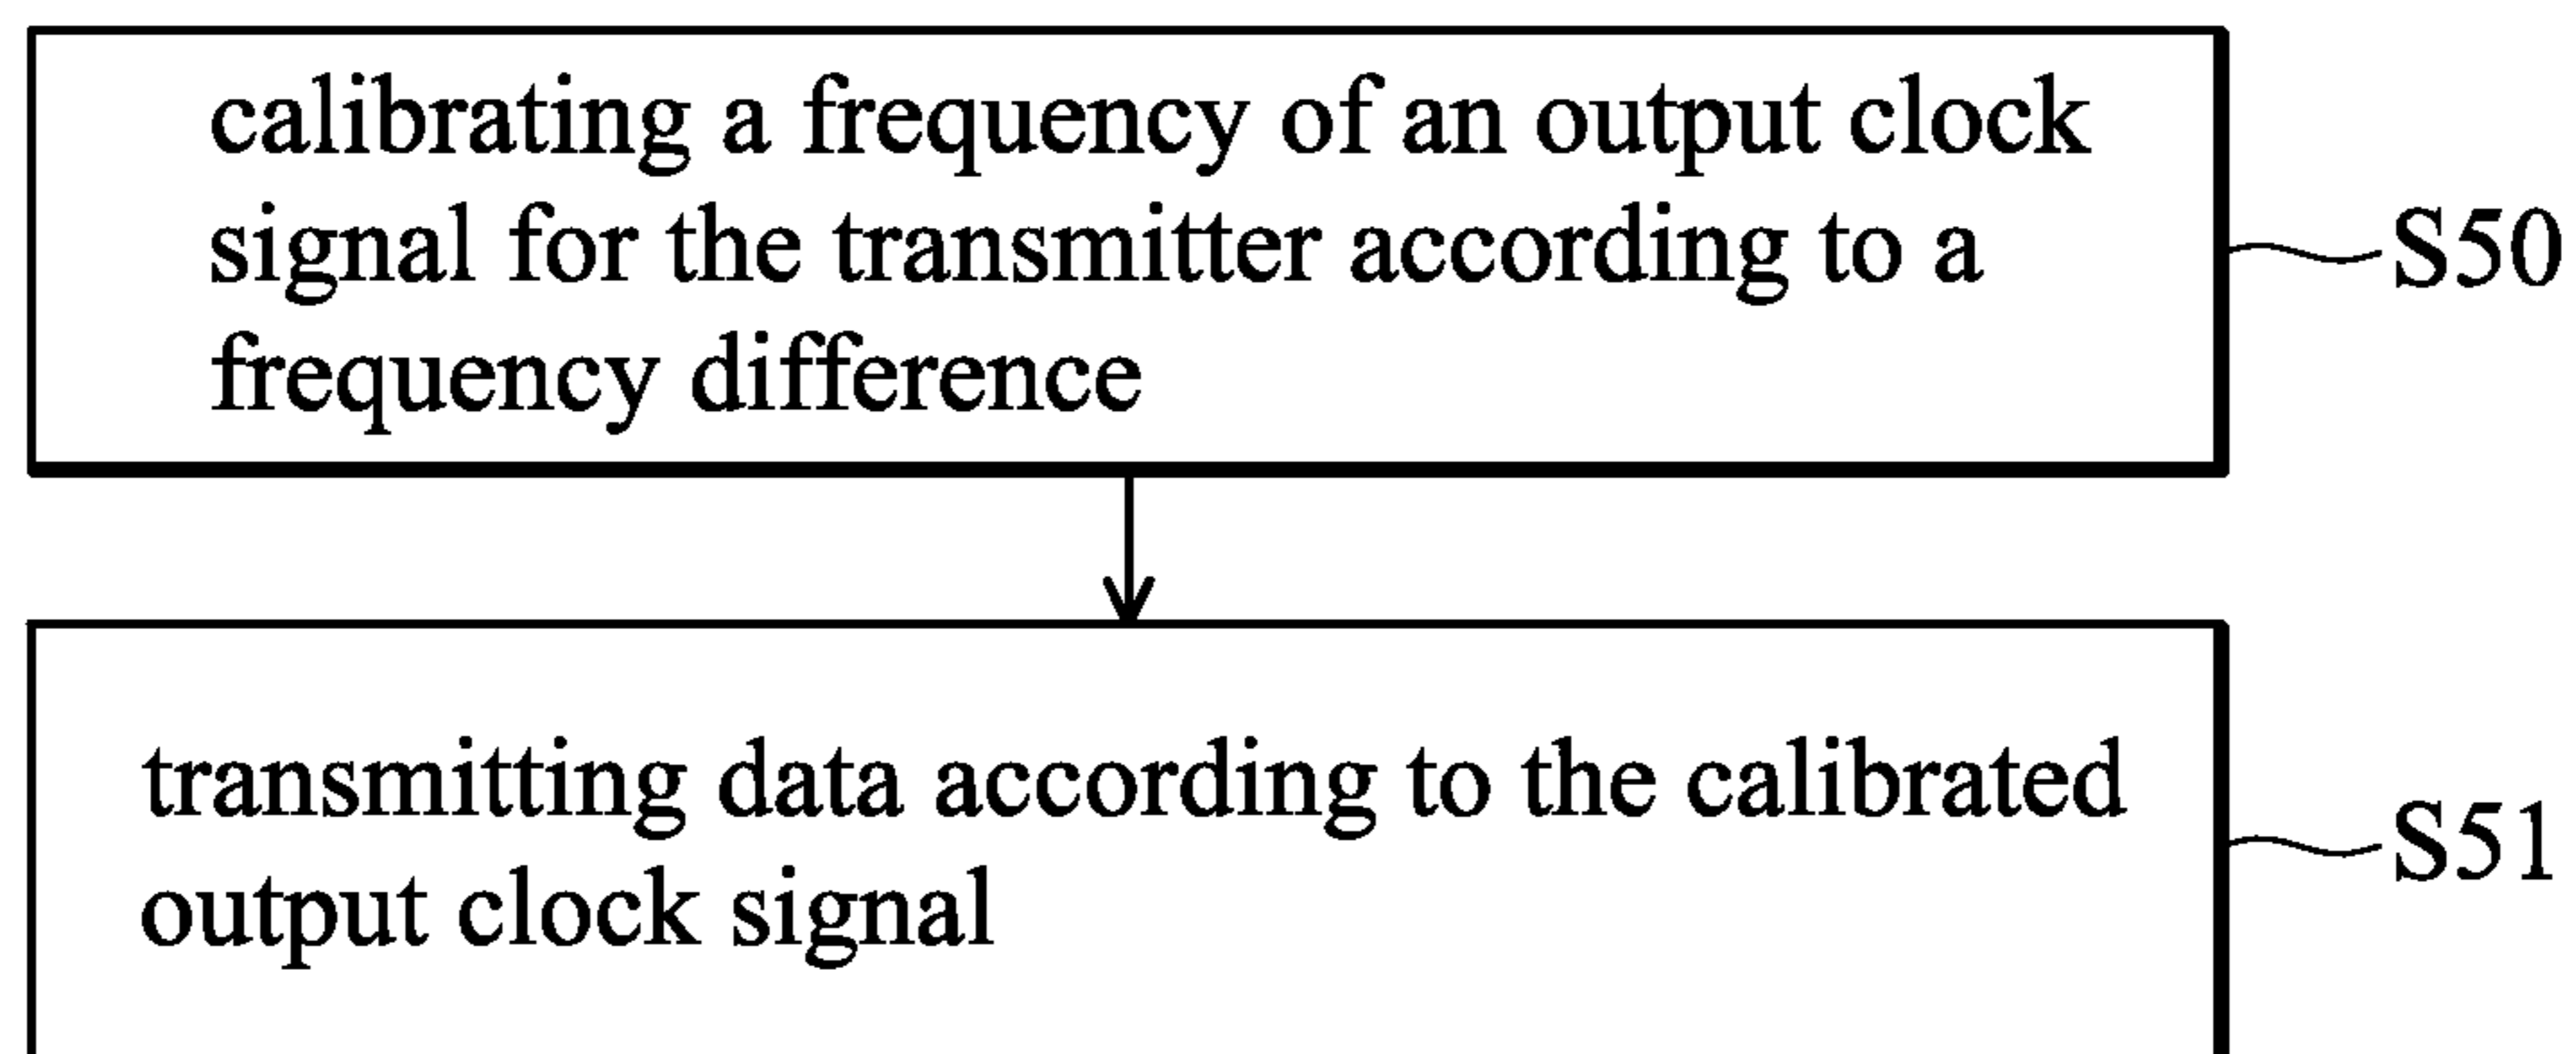 calibrating a frequency of an output clock
signal for the transmitter according to a
frequency difference
S50
transmitting data according to the calibrated
output clock signal
S51